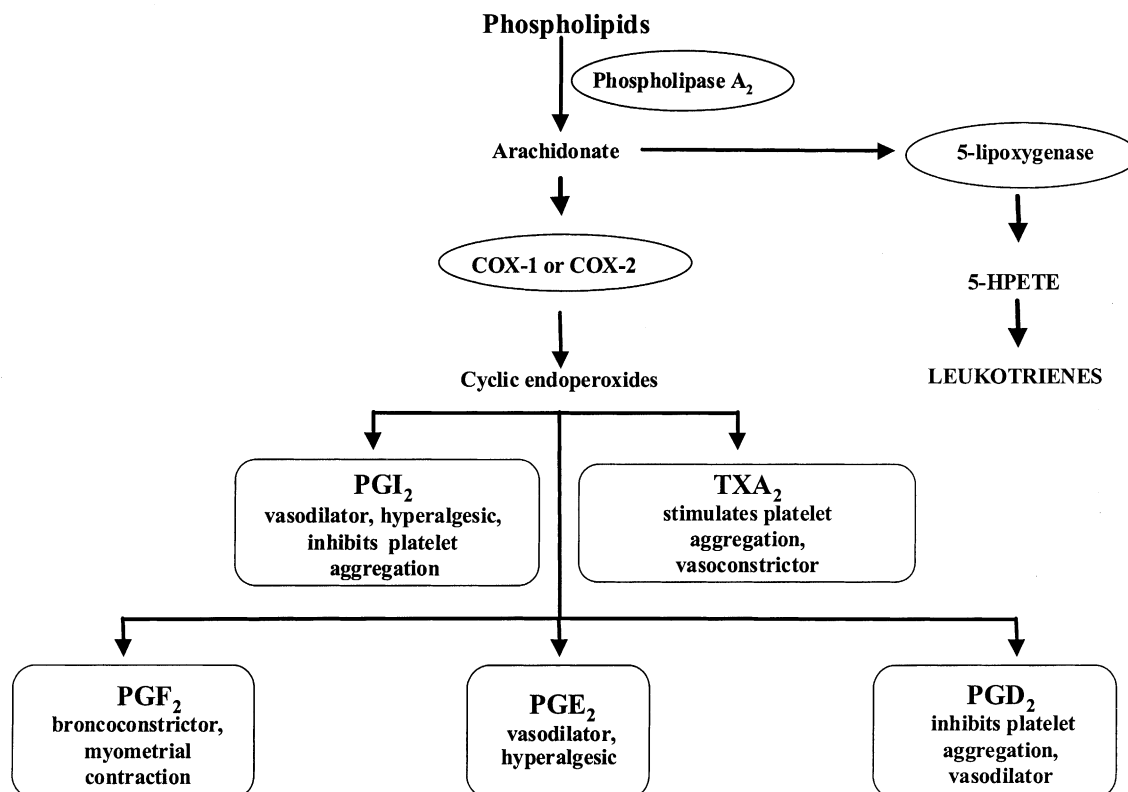 Phospholipids
Phospholipase A₂
Arachidonate
5-lipoxygenase
COX-1 or COX-2
5-HPETE
Cyclic endoperoxides
LEUKOTRIENES
PGI₂
vasodilator, hyperalgesic,
inhibits platelet
aggregation
TXA₂
stimulates platelet
aggregation,
vasoconstrictor
PGF₂
broncoconstrictor,
myometrial
contraction
PGE₂
vasodilator,
hyperalgesic
PGD₂
inhibits platelet
aggregation,
vasodilator